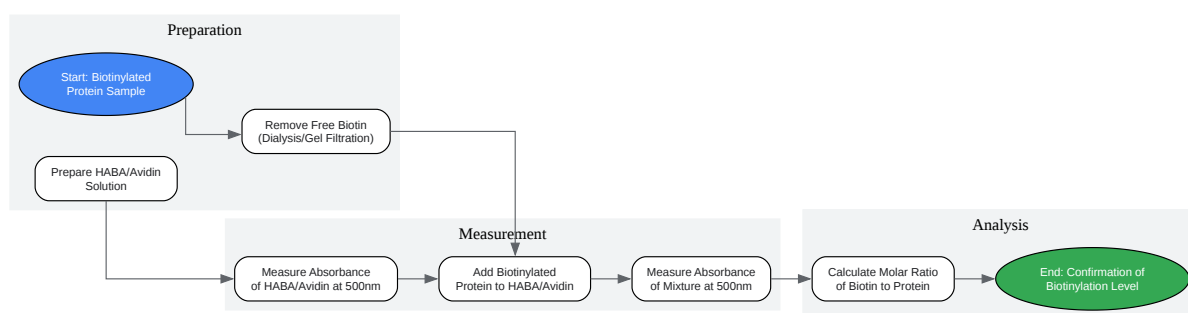 Preparation
Start: Biotinylated
Protein Sample
Remove Free Biotin
(Dialysis/Gel Filtration)
Prepare HABA/Avidin
Solution
Measurement
Measure Absorbance
of HABA/Avidin at 500nm
Add Biotinylated
Protein to HABA/Avidin
Measure Absorbance
of Mixture at 500nm
Analysis
Calculate Molar Ratio
of Biotin to Protein
End: Confirmation of
Biotinylation Level